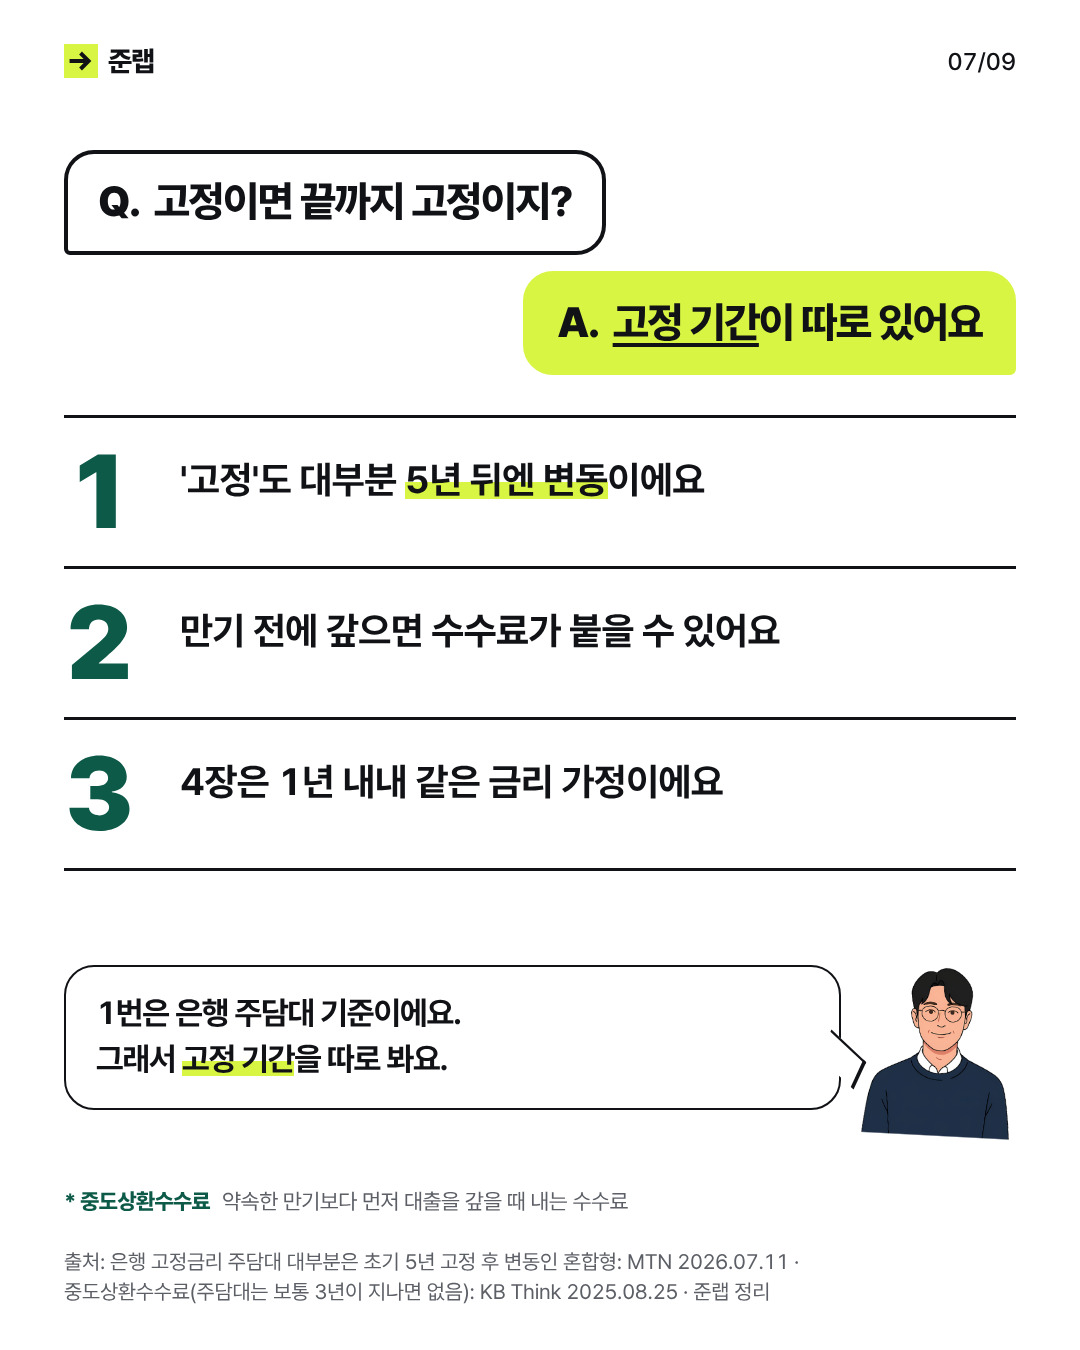 준랩
07/09
Q. 고정이면 끝까지 고정이지?
A. 고정 기간이 따로 있어요
1 '고정'도 대부분 5년 뒤엔 변동이에요
2 만기 전에 갚으면 수수료가 붙을 수 있어요
3 4장은 1년 내내 같은 금리 가정이에요
1번은 은행 주담대 기준이에요.
그래서 고정 기간을 따로 봐요.
* 중도상환수수료 약속한 만기보다 먼저 대출을 갚을 때 내는 수수료
출처: 은행 고정금리 주담대 대부분은 초기 5년 고정 후 변동인 혼합형: MTN 2026.07.11 ·
중도상환수수료(주담대는 보통 3년이 지나면 없음): KB Think 2025.08.25 · 준랩 정리